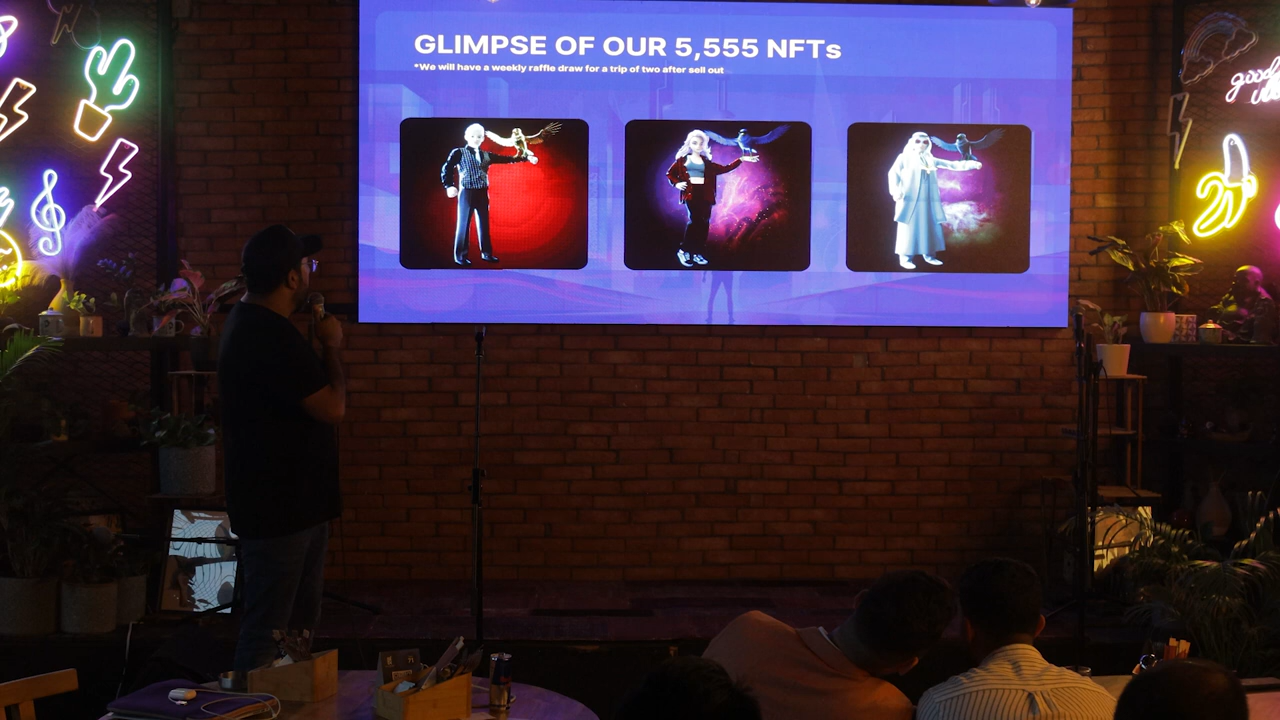 GLIMPSE OF OUR 5,555 NFTs
*We will have a weekly raffle draw for a trip of two after sell out
good